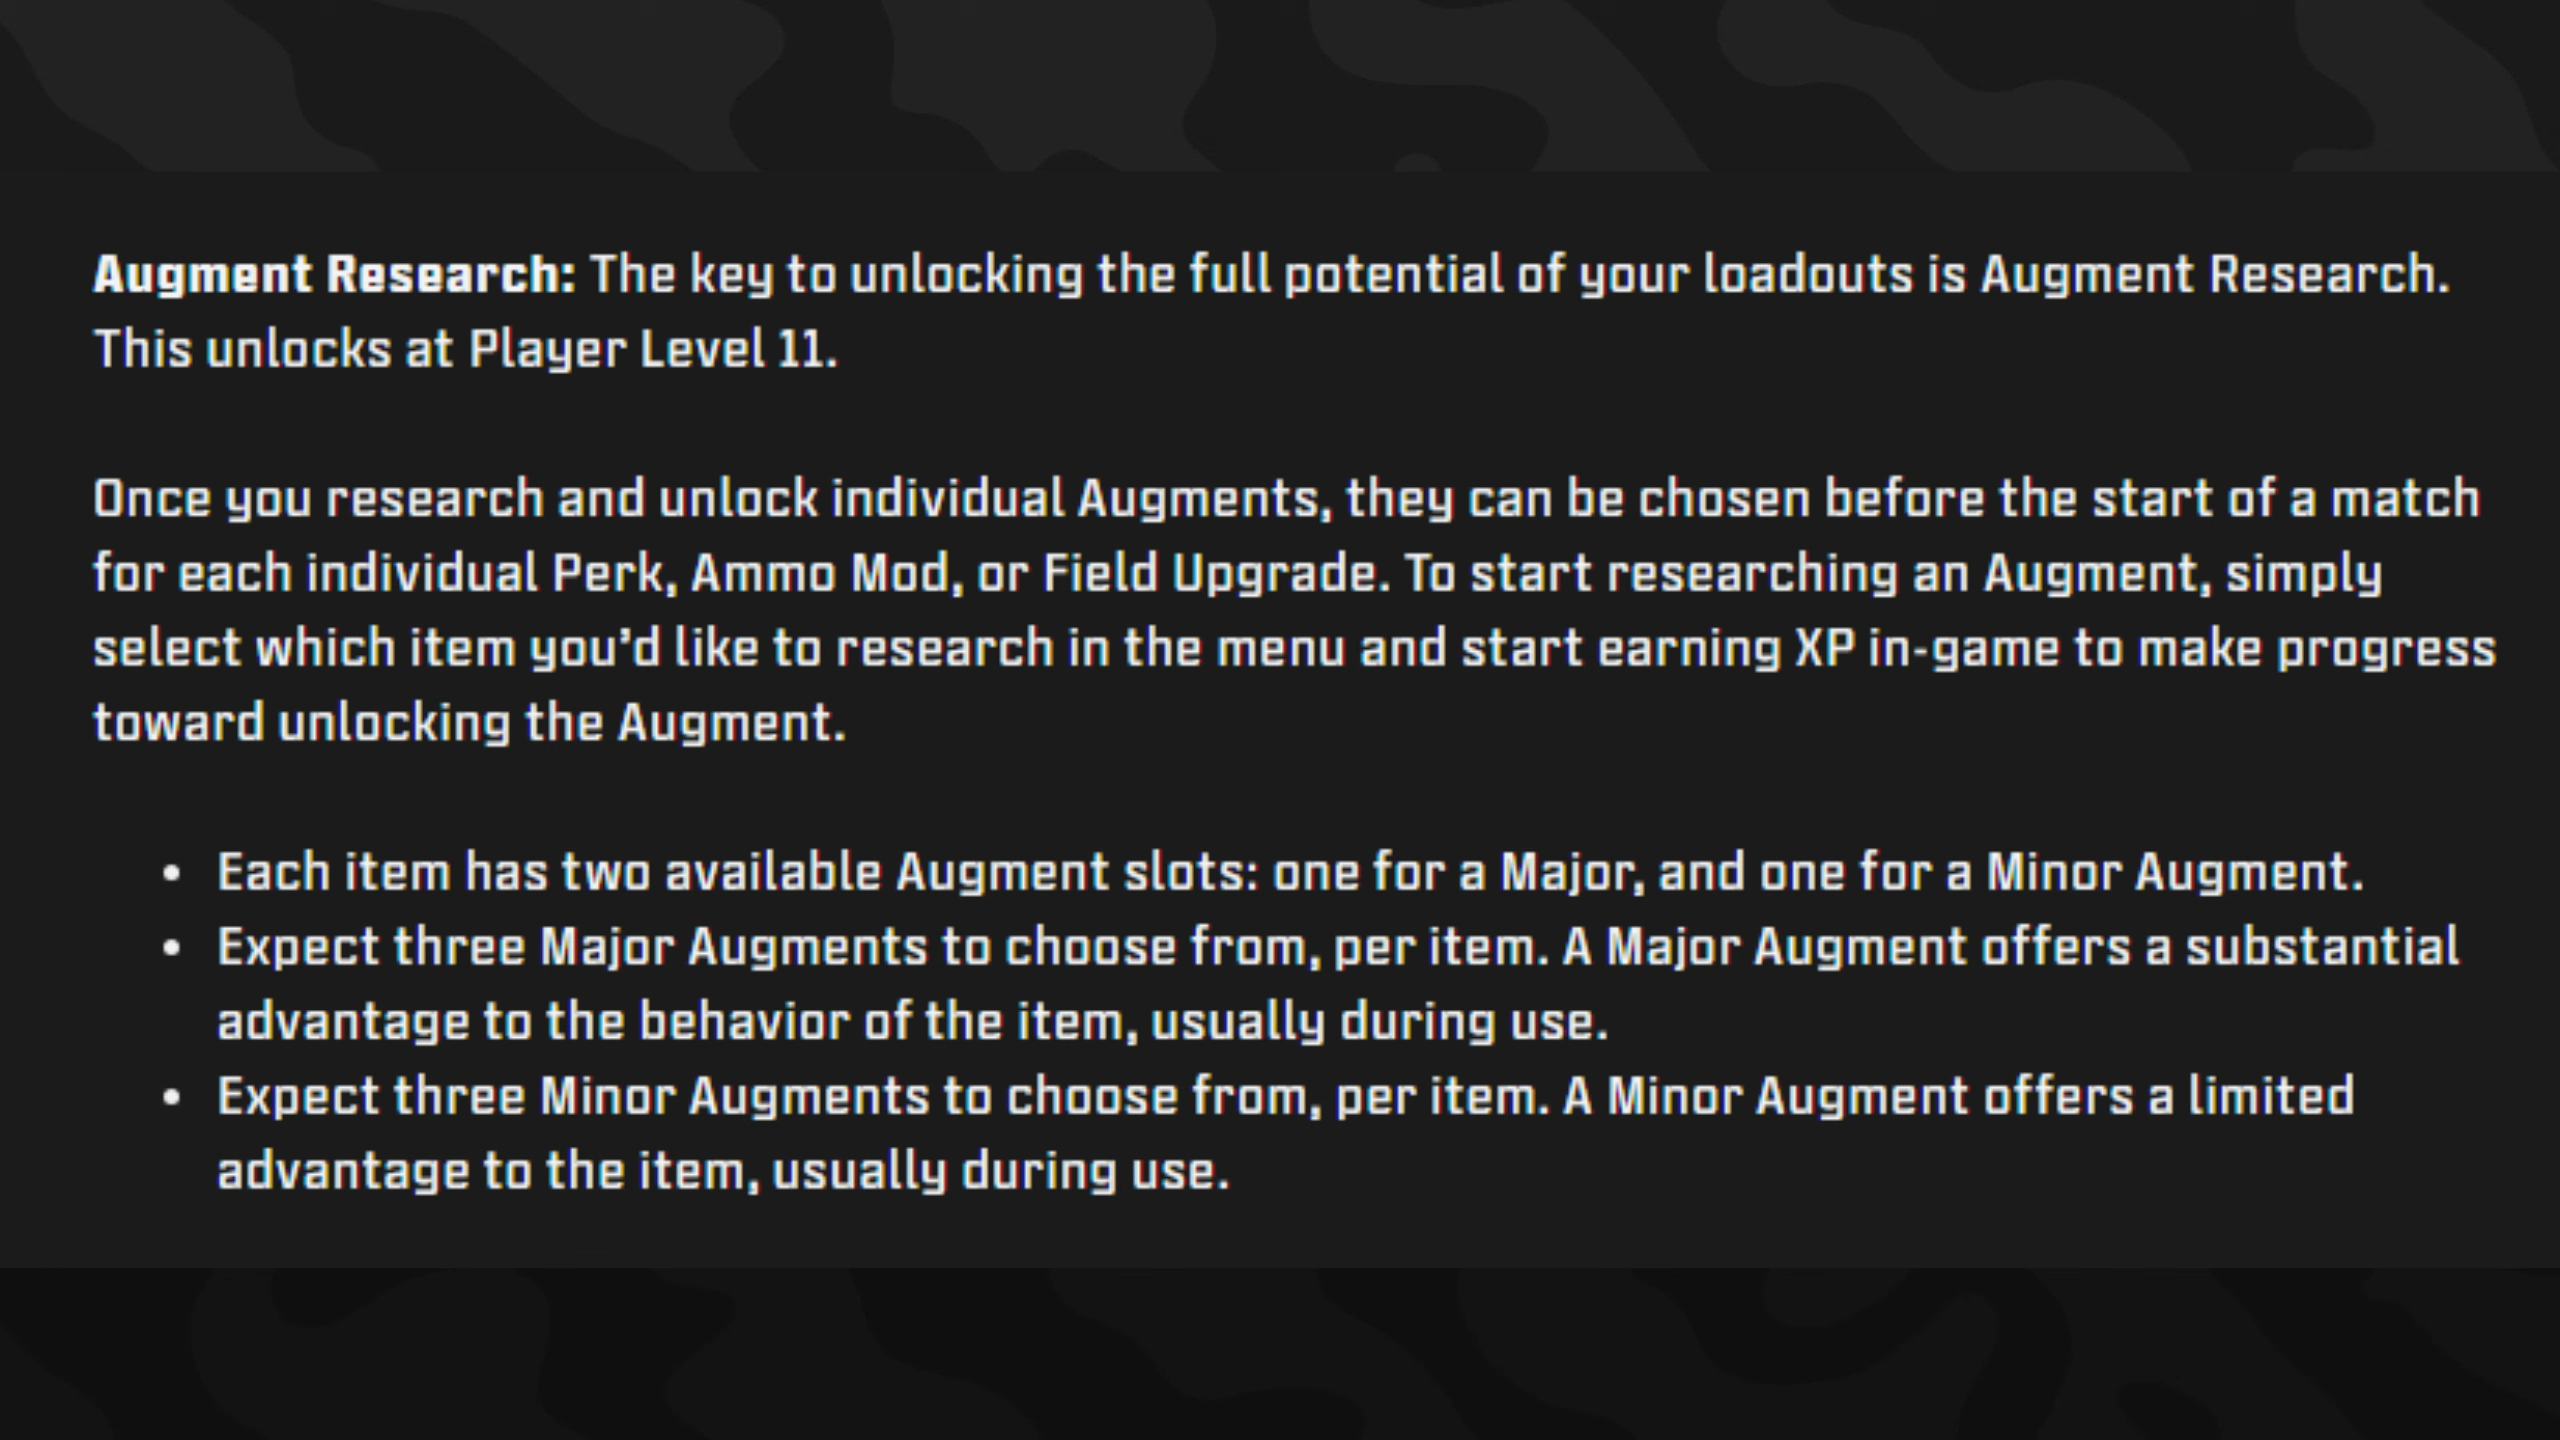 Augment Research: The key to unlocking the full potential of your loadouts is Augment Research.
This unlocks at Player Level 11.
Once you research and unlock individual Augments, they can be chosen before the start of a match
for each individual Perk, Ammo Mod, or Field Upgrade. To start researching an Augment, simply
select which item you’d like to research in the menu and start earning XP in-game to make progress
toward unlocking the Augment.
• Each item has two available Augment slots: one for a Major, and one for a Minor Augment.
• Expect three Major Augments to choose from, per item. A Major Augment offers a substantial
advantage to the behavior of the item, usually during use.
• Expect three Minor Augments to choose from, per item. A Minor Augment offers a limited
advantage to the item, usually during use.